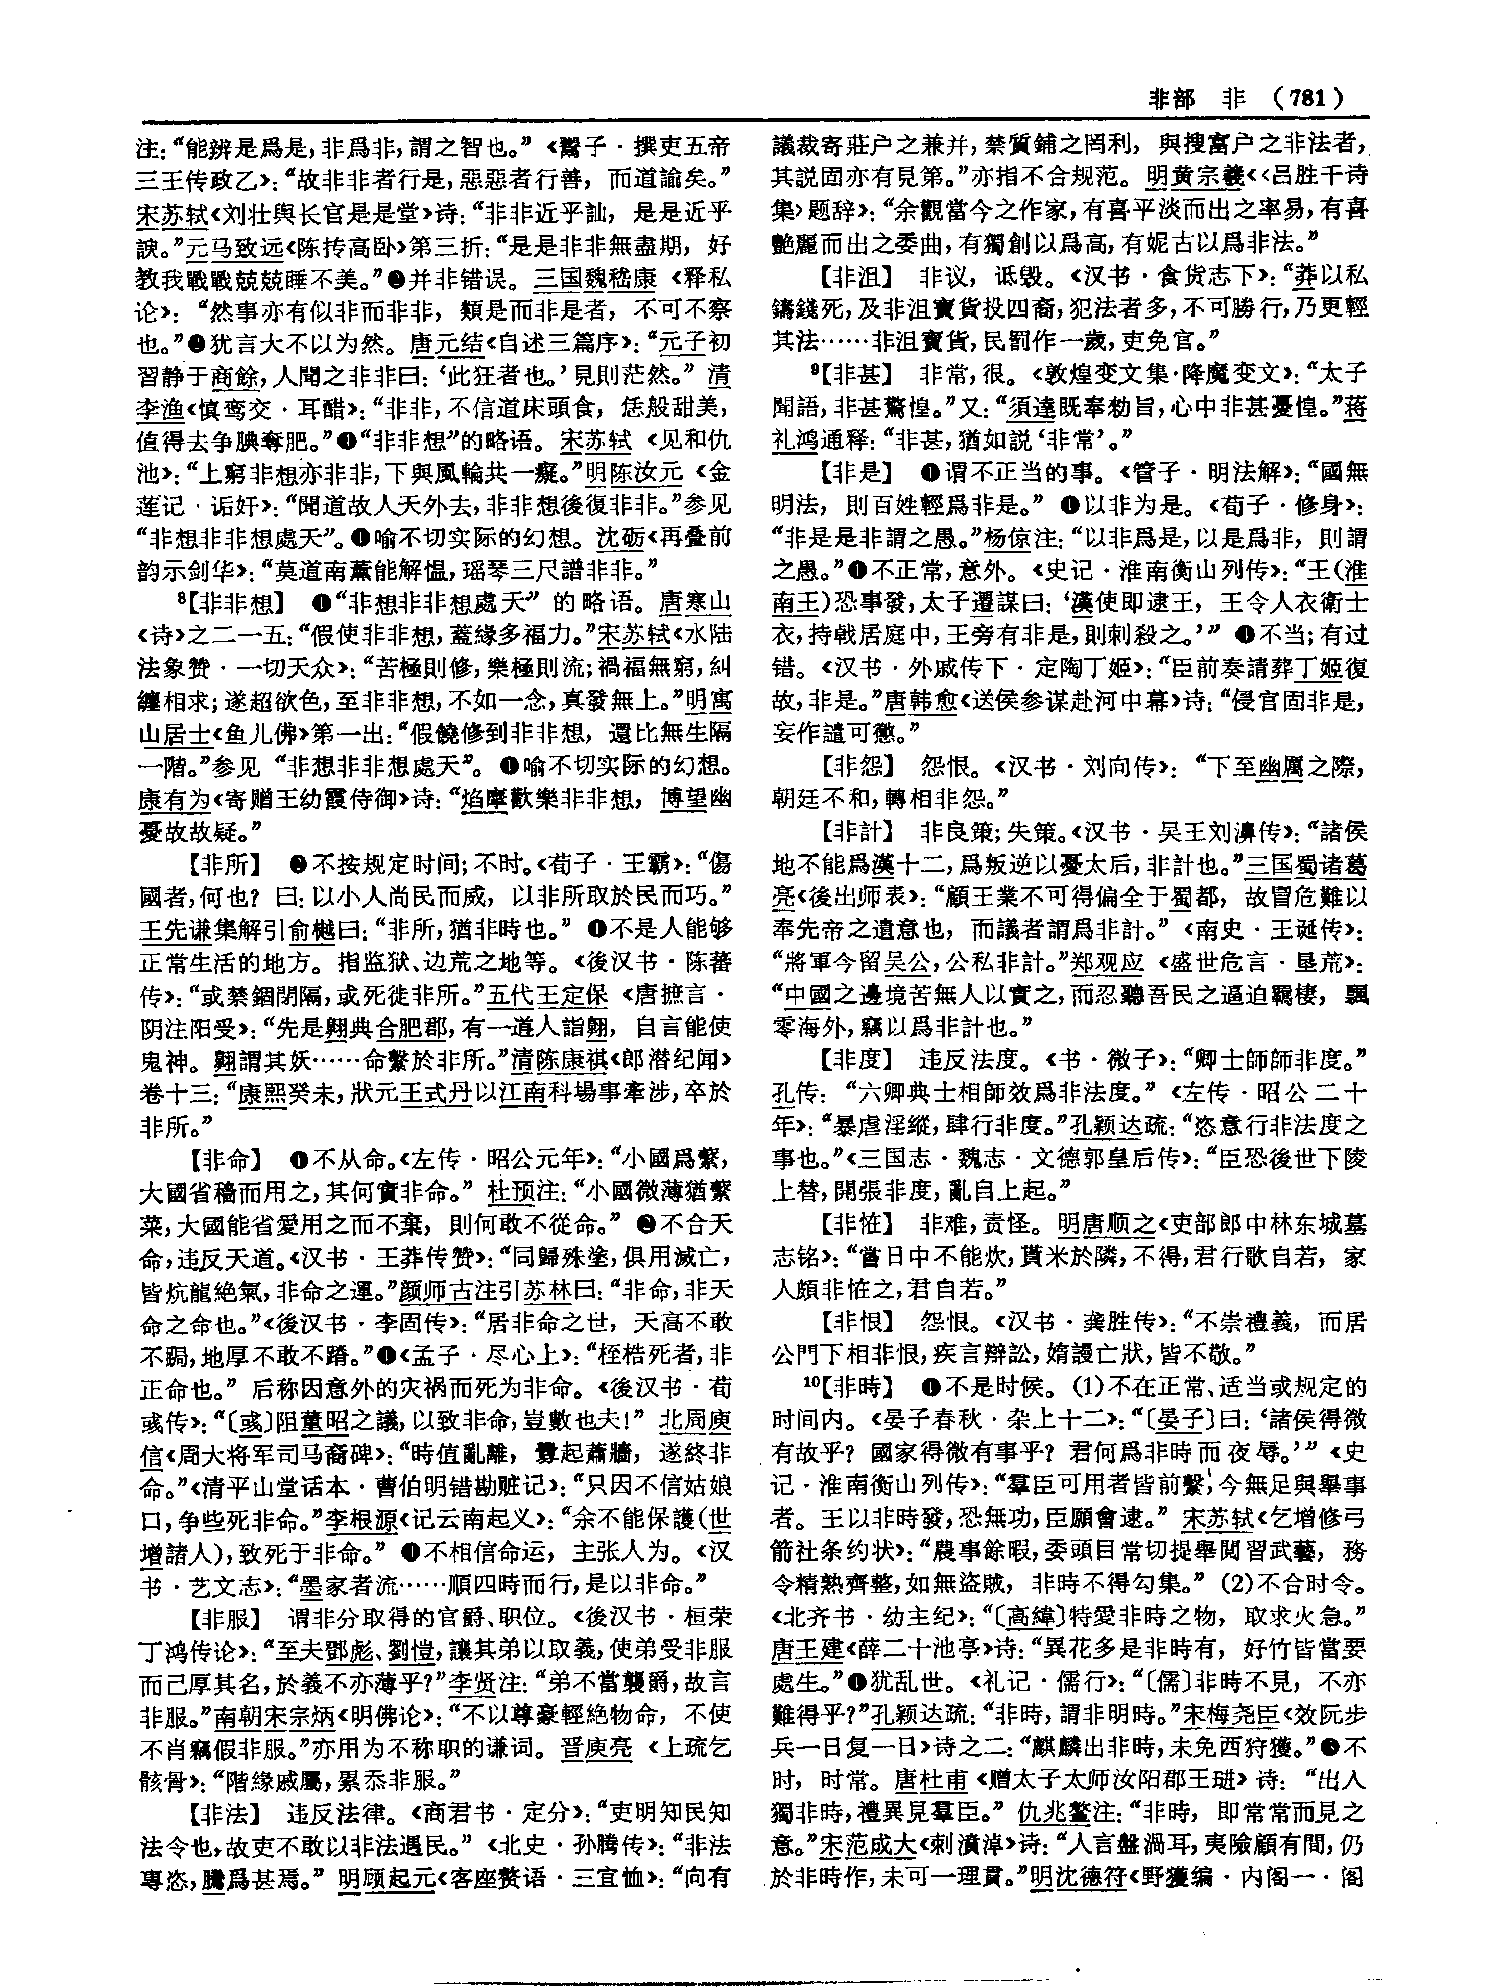 非部 非 (781)
注：“能辨是爲是，非爲非，謂之智也。”《鬻子·撰吏五帝
三王传政乙》：“故非非者行是，惡惡者行善，而道諭矣。”
宋苏轼《刘壮舆长官是是堂》诗：“非非近乎訕，是是近乎
諛。”元马致远《陈抟高卧》第三折：“是是非非無盡期，好
教我戰戰兢兢睡不美。”❷并非错误。三国魏嵇康《释私
论》：“然事亦有似非而非非，類是而非是者，不可不察
也。”❸犹言大不以为然。唐元结《自述三篇序》：“元子初
習静于商餘，人聞之非非曰：‘此狂者也。’見則茫然。”清
李渔《慎鸾交·耳醋》：“非非，不信道床頭食，恁般甜美，
值得去争腆奪肥。”❹“非非想”的略语。宋苏轼《见和仇
池》：“上窮非想亦非非，下與風輪共一癡。”明陈汝元《金
莲记·诟奸》：“聞道故人天外去，非非想後復非非。”参见
“非想非非想處天”。❺喻不切实际的幻想。沈砺《再叠前
韵示剑华》：“莫道南薰能解愠，瑶琴三尺譜非非。”
8【非非想】 ❶“非想非非想處天”的略语。唐寒山
《诗》之二一五：“假使非非想，蓋緣多福力。”宋苏轼《水陆
法象赞·一切天众》：“苦極則修，樂極則流；禍福無窮，糾
纏相求；遂超欲色，至非非想，不如一念，真發無上。”明寓
山居士《鱼儿佛》第一出：“假饒修到非非想，還比無生隔
一階。”参见“非想非非想處天”。❷喻不切实际的幻想。
康有为《寄赠王幼霞侍御》诗：“焰摩歡樂非非想，博望幽
憂故故疑。”
【非所】 ❶不按规定时间；不时。《荀子·王霸》：“傷
國者，何也？曰：以小人尚民而威，以非所取於民而巧。”
王先谦集解引俞樾曰：“非所，猶非時也。”❷不是人能够
正常生活的地方。指监狱、边荒之地等。《後汉书·陈蕃
传》：“或禁錮閉隔，或死徙非所。”五代王定保《唐摭言·
阴注阳受》：“先是翱典合肥郡，有一道人詣翱，自言能使
鬼神。翱謂其妖……命繫於非所。”清陈康祺《郎潜纪闻》
卷十三：“康熙癸未，狀元王式丹以江南科場事牽涉，卒於
非所。”
【非命】 ❶不从命。《左传·昭公元年》：“小國爲蘩，
大國省穡而用之，其何實非命。”杜预注：“小國微薄猶蘩
菜，大國能省愛用之而不棄，則何敢不從命。”❷不合天
命，违反天道。《汉书·王莽传赞》：“同歸殊塗，俱用滅亡，
皆炕龍絶氣，非命之運。”颜师古注引苏林曰：“非命，非天
命之命也。”《後汉书·李固传》：“居非命之世，天高不敢
不跼，地厚不敢不蹐。”❸《孟子·尽心上》：“桎梏死者，非
正命也。”后称因意外的灾祸而死为非命。《後汉书·荀
彧传》：“〔彧〕阻董昭之議，以致非命，豈數也夫！”北周庾
信《周大将军司马裔碑》：“時值亂離，釁起蕭牆，遂終非
命。”《清平山堂话本·曹伯明错勘赃记》：“只因不信姑娘
口，争些死非命。”李根源《记云南起义》：“余不能保護（世
增諸人），致死于非命。”❹不相信命运，主张人为。《汉
书·艺文志》：“墨家者流……順四時而行，是以非命。”
【非服】 谓非分取得的官爵、职位。《後汉书·桓荣
丁鸿传论》：“至夫鄧彪、劉愷，讓其弟以取義，使弟受非服
而己厚其名，於義不亦薄乎？”李贤注：“弟不當襲爵，故言
非服。”南朝宋宗炳《明佛论》：“不以尊豪輕絶物命，不使
不肖竊假非服。”亦用为不称职的谦词。晋庾亮《上疏乞
骸骨》：“階緣戚屬，累忝非服。”
【非法】 违反法律。《商君书·定分》：“吏明知民知
法令也，故吏不敢以非法遇民。”《北史·孙腾传》：“非法
專恣，騰爲甚焉。”明顾起元《客座赘语·三宜恤》：“向有
議裁寄莊户之兼并，禁質鋪之罔利，與搜富户之非法者，
其説固亦有見第。”亦指不合规范。明黄宗羲《〈吕胜千诗
集〉题辞》：“余觀當今之作家，有喜平淡而出之率易，有喜
艷麗而出之委曲，有獨創以爲高，有妮古以爲非法。”
【非沮】 非议，诋毁。《汉书·食货志下》：“莽以私
鑄錢死，及非沮寶貨投四裔，犯法者多，不可勝行，乃更輕
其法……非沮寶貨，民罰作一歲，吏免官。”
9【非甚】 非常，很。《敦煌变文集·降魔变文》：“太子
聞語，非甚驚惶。”又：“須達既奉勑旨，心中非甚憂惶。”蒋
礼鸿通释：“非甚，猶如説‘非常’。”
【非是】 ❶谓不正当的事。《管子·明法解》：“國無
明法，則百姓輕爲非是。”❷以非为是。《荀子·修身》：
“非是是非謂之愚。”杨倞注：“以非爲是，以是爲非，則謂
之愚。”❸不正常，意外。《史记·淮南衡山列传》：“王（淮
南王）恐事發，太子遷謀曰：‘漢使即逮王，王令人衣衛士
衣，持戟居庭中，王旁有非是，則刺殺之。’”❹不当；有过
错。《汉书·外戚传下·定陶丁姬》：“臣前奏請葬丁姬復
故，非是。”唐韩愈《送侯参谋赴河中幕》诗：“侵官固非是，
妄作譴可懲。”
【非怨】 怨恨。《汉书·刘向传》：“下至幽厲之際，
朝廷不和，轉相非怨。”
【非計】 非良策；失策。《汉书·吴王刘濞传》：“諸侯
地不能爲漢十二，爲叛逆以憂太后，非計也。”三国蜀诸葛
亮《後出师表》：“顧王業不可得偏全于蜀都，故冒危難以
奉先帝之遺意也，而議者謂爲非計。”《南史·王诞传》：
“將軍今留吴公，公私非計。”郑观应《盛世危言·垦荒》：
“中國之邊境苦無人以實之，而忍聽吾民之逼迫羈棲，飄
零海外，竊以爲非計也。”
【非度】 违反法度。《书·微子》：“卿士師師非度。”
孔传：“六卿典士相師效爲非法度。”《左传·昭公二十
年》：“暴虐淫縱，肆行非度。”孔颖达疏：“恣意行非法度之
事也。”《三国志·魏志·文德郭皇后传》：“臣恐後世下陵
上替，開張非度，亂自上起。”
【非恠】 非难，责怪。明唐顺之《吏部郎中林东城墓
志铭》：“嘗日中不能炊，貰米於隣，不得，君行歌自若，家
人頗非恠之，君自若。”
【非恨】 怨恨。《汉书·龚胜传》：“不崇禮義，而居
公門下相非恨，疾言辯訟，媠謾亡狀，皆不敬。”
10【非時】 ❶不是时候。(1)不在正常、适当或规定的
时间内。《晏子春秋·杂上十二》：“〔晏子〕曰：‘諸侯得微
有故乎？國家得微有事乎？君何爲非時而夜辱。’”《史
记·淮南衡山列传》：“羣臣可用者皆前繫，今無足與舉事
者。王以非時發，恐無功，臣願會逮。”宋苏轼《乞增修弓
箭社条约状》：“農事餘暇，委頭目常切提舉閲習武藝，務
令精熟齊整，如無盜賊，非時不得勾集。”(2)不合时令。
《北齐书·幼主纪》：“〔高緯〕特愛非時之物，取求火急。”
唐王建《薛二十池亭》诗：“異花多是非時有，好竹皆當要
處生。”❷犹乱世。《礼记·儒行》：“〔儒〕非時不見，不亦
難得乎？”孔颖达疏：“非時，謂非明時。”宋梅尧臣《效阮步
兵一日复一日》诗之二：“麒麟出非時，未免西狩獲。”❸不
时，时常。唐杜甫《赠太子太师汝阳郡王琎》诗：“出入
獨非時，禮異見羣臣。”仇兆鳌注：“非時，即常常而見之
意。”宋范成大《刺濆淖》诗：“人言盤渦耳，夷險顧有間，仍
於非時作，未可一理貫。”明沈德符《野獲编·内阁一·阁